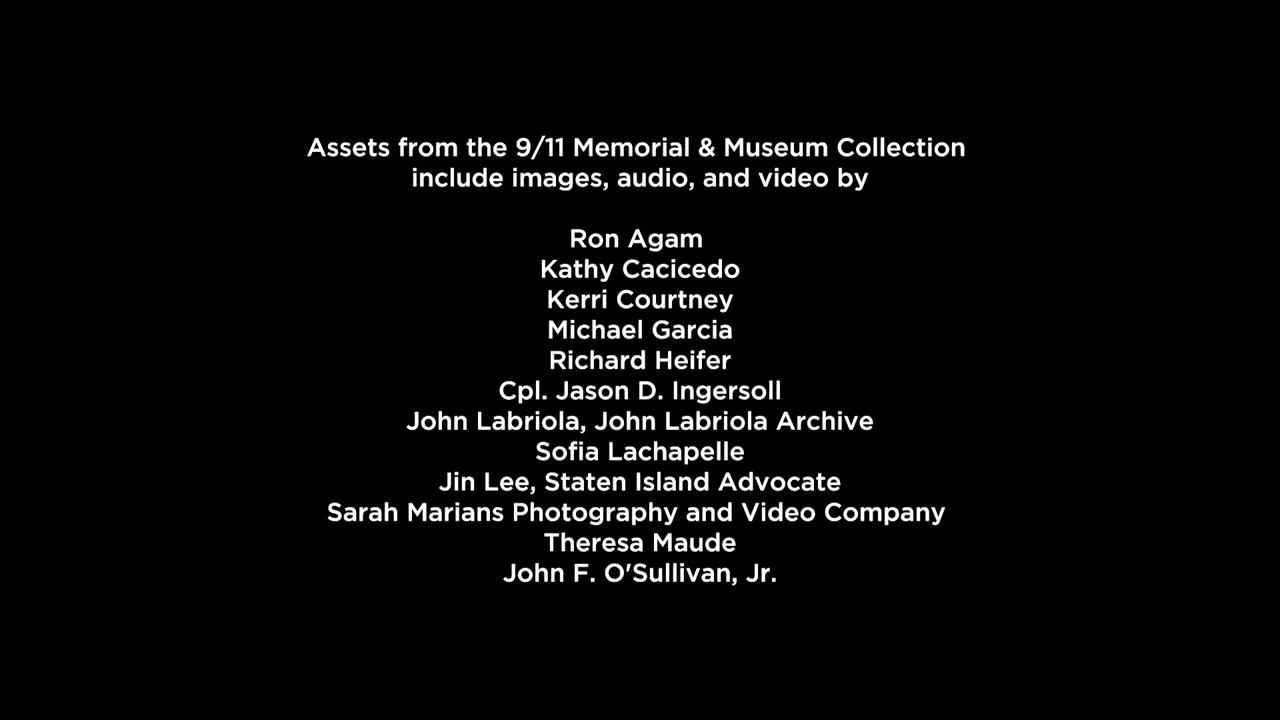 Assets from the 9/11 Memorial & Museum Collection
include images, audio, and video by
Ron Agam
Kathy Cacicedo
Kerri Courtney
Michael Garcia
Richard Heifer
Cpl. Jason D. Ingersoll
John Labriola, John Labriola Archive
Sofia Lachapelle
Jin Lee, Staten Island Advocate
Sarah Marians Photography and Video Company
Theresa Maude
John F. O'Sullivan, Jr.